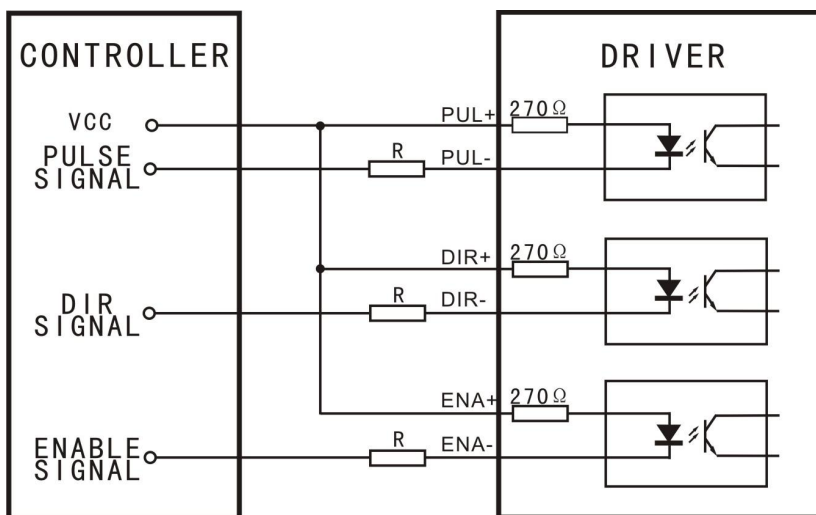 CONTROLLER
DRIVER
VCC
PUL+
270Ω
PULSE
SIGNAL
R
PUL-
DIR+
270Ω
DIR
SIGNAL
R
DIR-
ENA+
270Ω
ENABLE
SIGNAL
R
ENA-